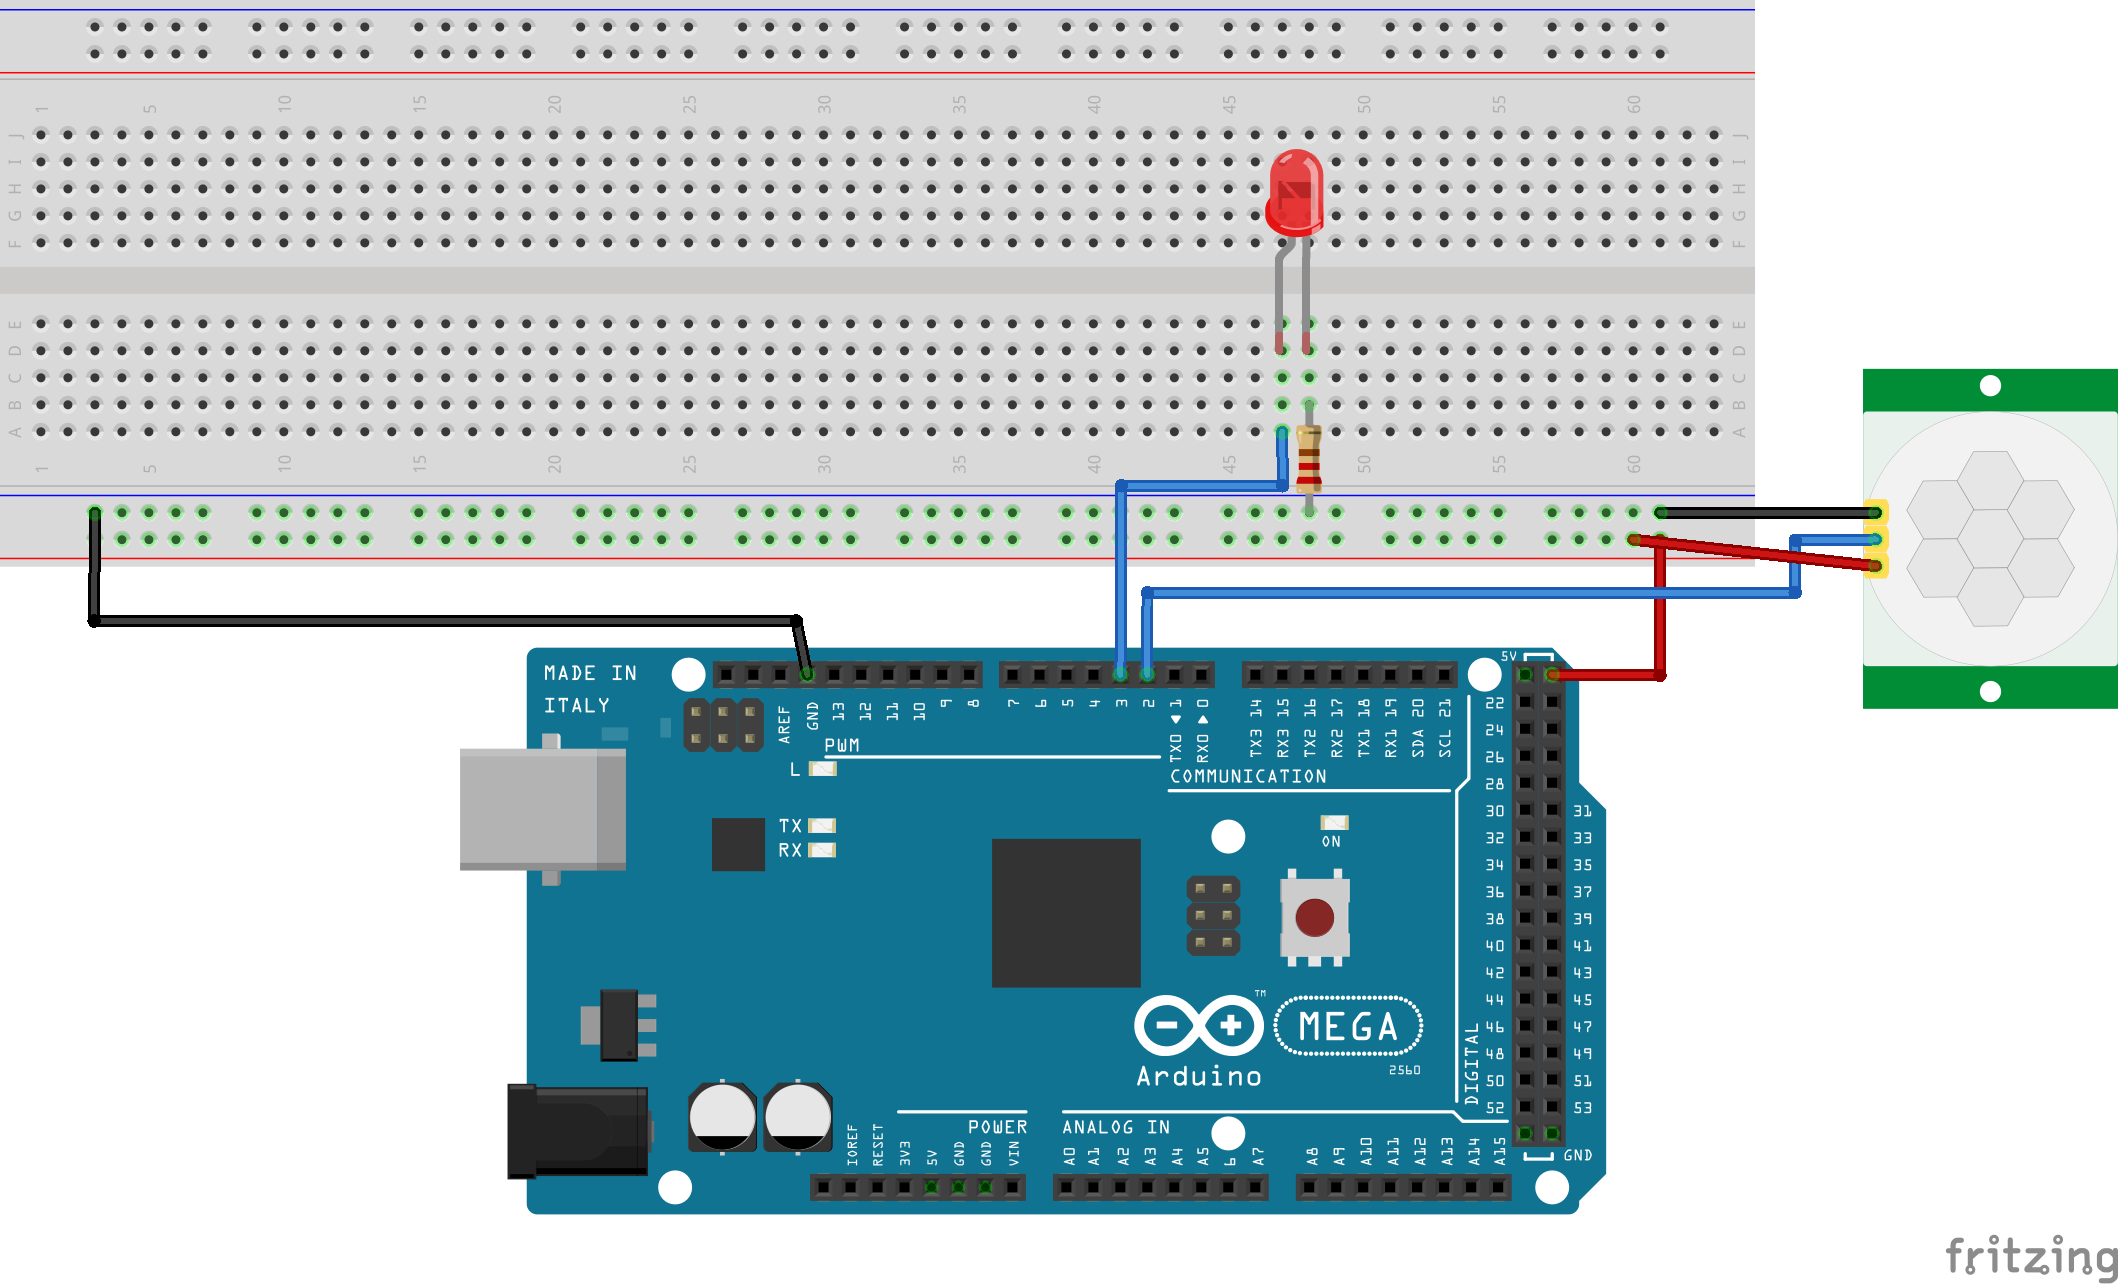 1 5 10 15 20 25 30 35 40 45 50 55 60
J J
I I
H H
G G
F F
E E
D D
C C
B B
A A
1 5 10 15 20 25 30 35 40 45 50 55 60
MADE IN
ITALY
AREF GND 13 12 11 10 9 8 7 6 5 4 3 2 TX0 1 RX0 0 TX3 14 RX3 15 TX2 16 RX2 17 TX1 18 RX1 19 SDA 20 SCL 21
5V
PWM
COMMUNICATION
L
TX
RX
ON
22
24
26
28
30 31
32 33
34 35
36 37
38 39
40 41
42 43
44 45
46 47
48 49
50 51
52 53
GND
DIGITAL
TM
MEGA
Arduino
2560
POWER
ANALOG IN
IOREF RESET 3V3 5V GND GND VIN A0 A1 A2 A3 A4 A5 6 A7 A8 A9 A10 A11 A12 A13 A14 A15
fritzing